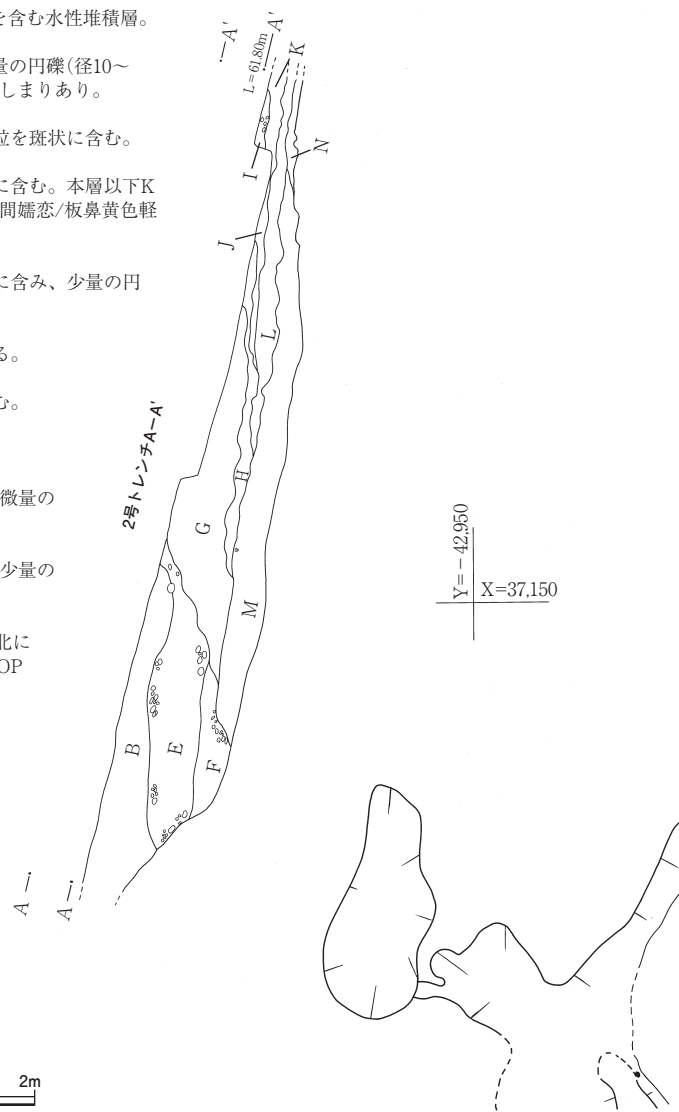 を含む水性堆積層。
量の円礫(径10～
しまりあり。
粒を斑状に含む。
に含む。本層以下K
間嬬恋/板鼻黄色軽
に含み、少量の円
る。
む。
微量の
少量の
北に
OP
A′
A′
L＝61.80m
K
N
I
J
L
2号トレンチA－A′
H
G
M
B
E
F
A
A
Y=－42,950
X=37,150
2m